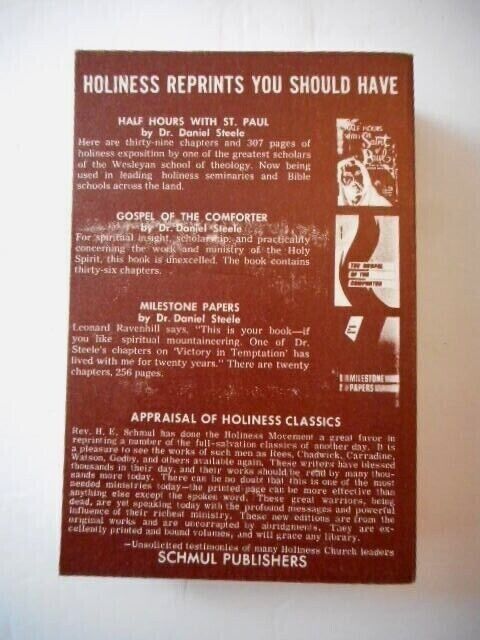 HOLINESS REPRINTS YOU SHOULD HAVE
HALF HOURS WITH ST. PAUL
by Dr. Daniel Steele
Here are thirty-nine chapters and 307 pages of
holiness exposition by one of the greatest scholars
of the Wesleyan school of theology. Now being
used in leading holiness seminaries and Bible
schools across the land.
HALF HOURS
WITH
Saint
Paul
GOSPEL OF THE COMFORTER
by Dr. Daniel Steele
For spiritual insight, scholarship, and practicality
concerning the work and ministry of the Holy
Spirit, this book is unexcelled. The book contains
thirty-six chapters.
THE GOSPEL
OF THE
COMFORTER
MILESTONE PAPERS
by Dr. Daniel Steele
Leonard Ravenhill says, "This is your book—if
you like spiritual mountaineering. One of Dr.
Steele's chapters on 'Victory in Temptation' has
lived with me for twenty years." There are twenty
chapters, 256 pages.
MILESTONE
PAPERS
APPRAISAL OF HOLINESS CLASSICS
Rev. H. E. Schmul has done the Holiness Movement a great favor in
reprinting a number of the full-salvation classics of another day. It is
a pleasure to see the works of such men as Rees, Chadwick, Carradine,
Watson, Godby, and others available again. These writers have blessed
thousands in their day, and their works should be read by many thou-
sands more today. There can be no doubt that this is one of the most
needed ministries today—the printed page can be more effective than
anything else except the spoken word. These great warriors, being
dead, are yet speaking today with the profound messages and powerful
influence of their richest ministry. These new editions are from the
original works and are uncorrupted by abridgments. They are ex-
cellently printed and bound volumes, and will grace any library.
—Unsolicited testimonies of many Holiness Church leaders
SCHMUL PUBLISHERS